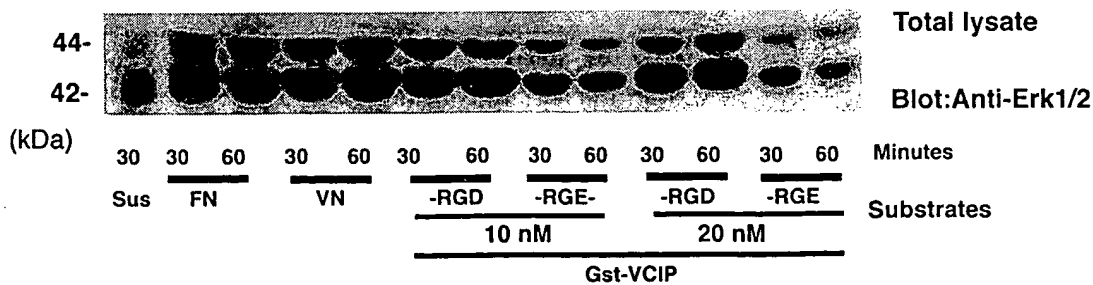 44- Total lysate
42- Blot:Anti-Erk1/2
(kDa)
30 30 60 30 60 30 60 30 60 30 60 30 60 Minutes
Sus FN VN -RGD -RGE- -RGD -RGE Substrates
10 nM 20 nM
Gst-VCIP